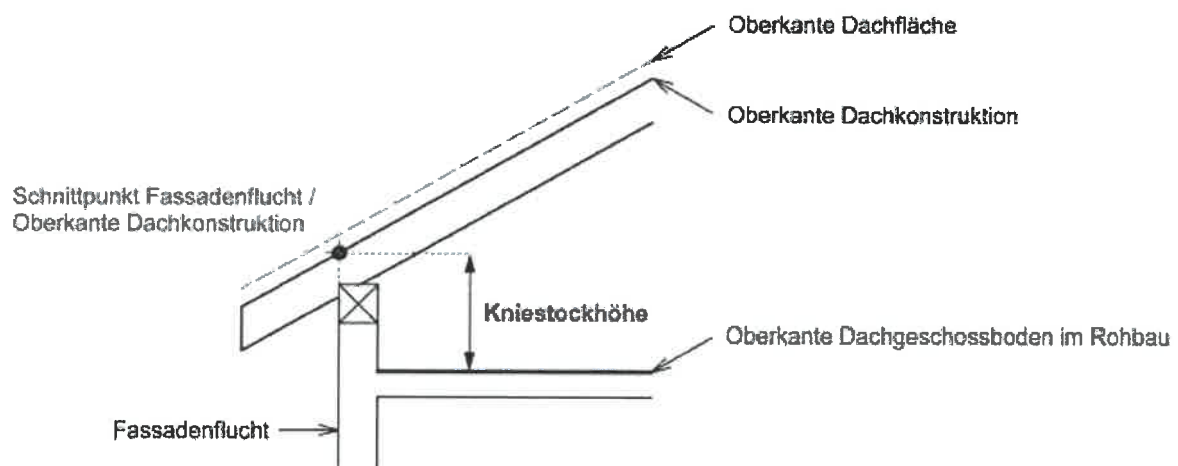 Oberkante Dachfläche
Oberkante Dachkonstruktion
Schnittpunkt Fassadenflucht /
Oberkante Dachkonstruktion
Kniestockhöhe
Oberkante Dachgeschossboden im Rohbau
Fassadenflucht